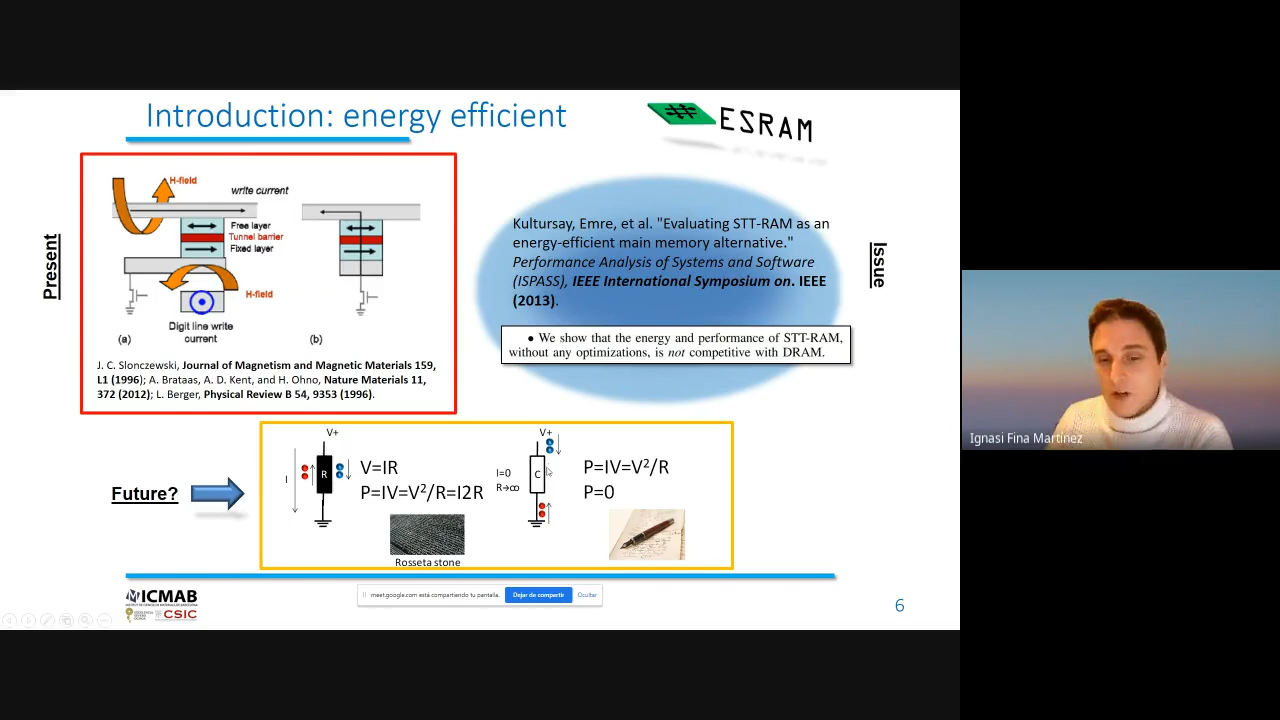 Introduction: energy efficient
ESRAM
Present
H-field
write current
Free layer
Tunnel barrier
Fixed layer
H-field
Digit line write
current
(a)
(b)
J. C. Slonczewski, Journal of Magnetism and Magnetic Materials 159,
L1 (1996); A. Brataas, A. D. Kent, and H. Ohno, Nature Materials 11,
372 (2012); L. Berger, Physical Review B 54, 9353 (1996).
Kultursay, Emre, et al. "Evaluating STT-RAM as an
energy-efficient main memory alternative."
Performance Analysis of Systems and Software
(ISPASS), IEEE International Symposium on. IEEE
(2013).
Issue
• We show that the energy and performance of STT-RAM,
without any optimizations, is not competitive with DRAM.
Future?
V+
I
R
V=IR
P=IV=V²/R=I2R
Rosseta stone
V+
I=0
R→∞
C
P=IV=V²/R
P=0
ICMAB
CSIC
meet.google.com está compartiendo tu pantalla.
Dejar de compartir
Ocultar
6
Ignasi Fina Martínez